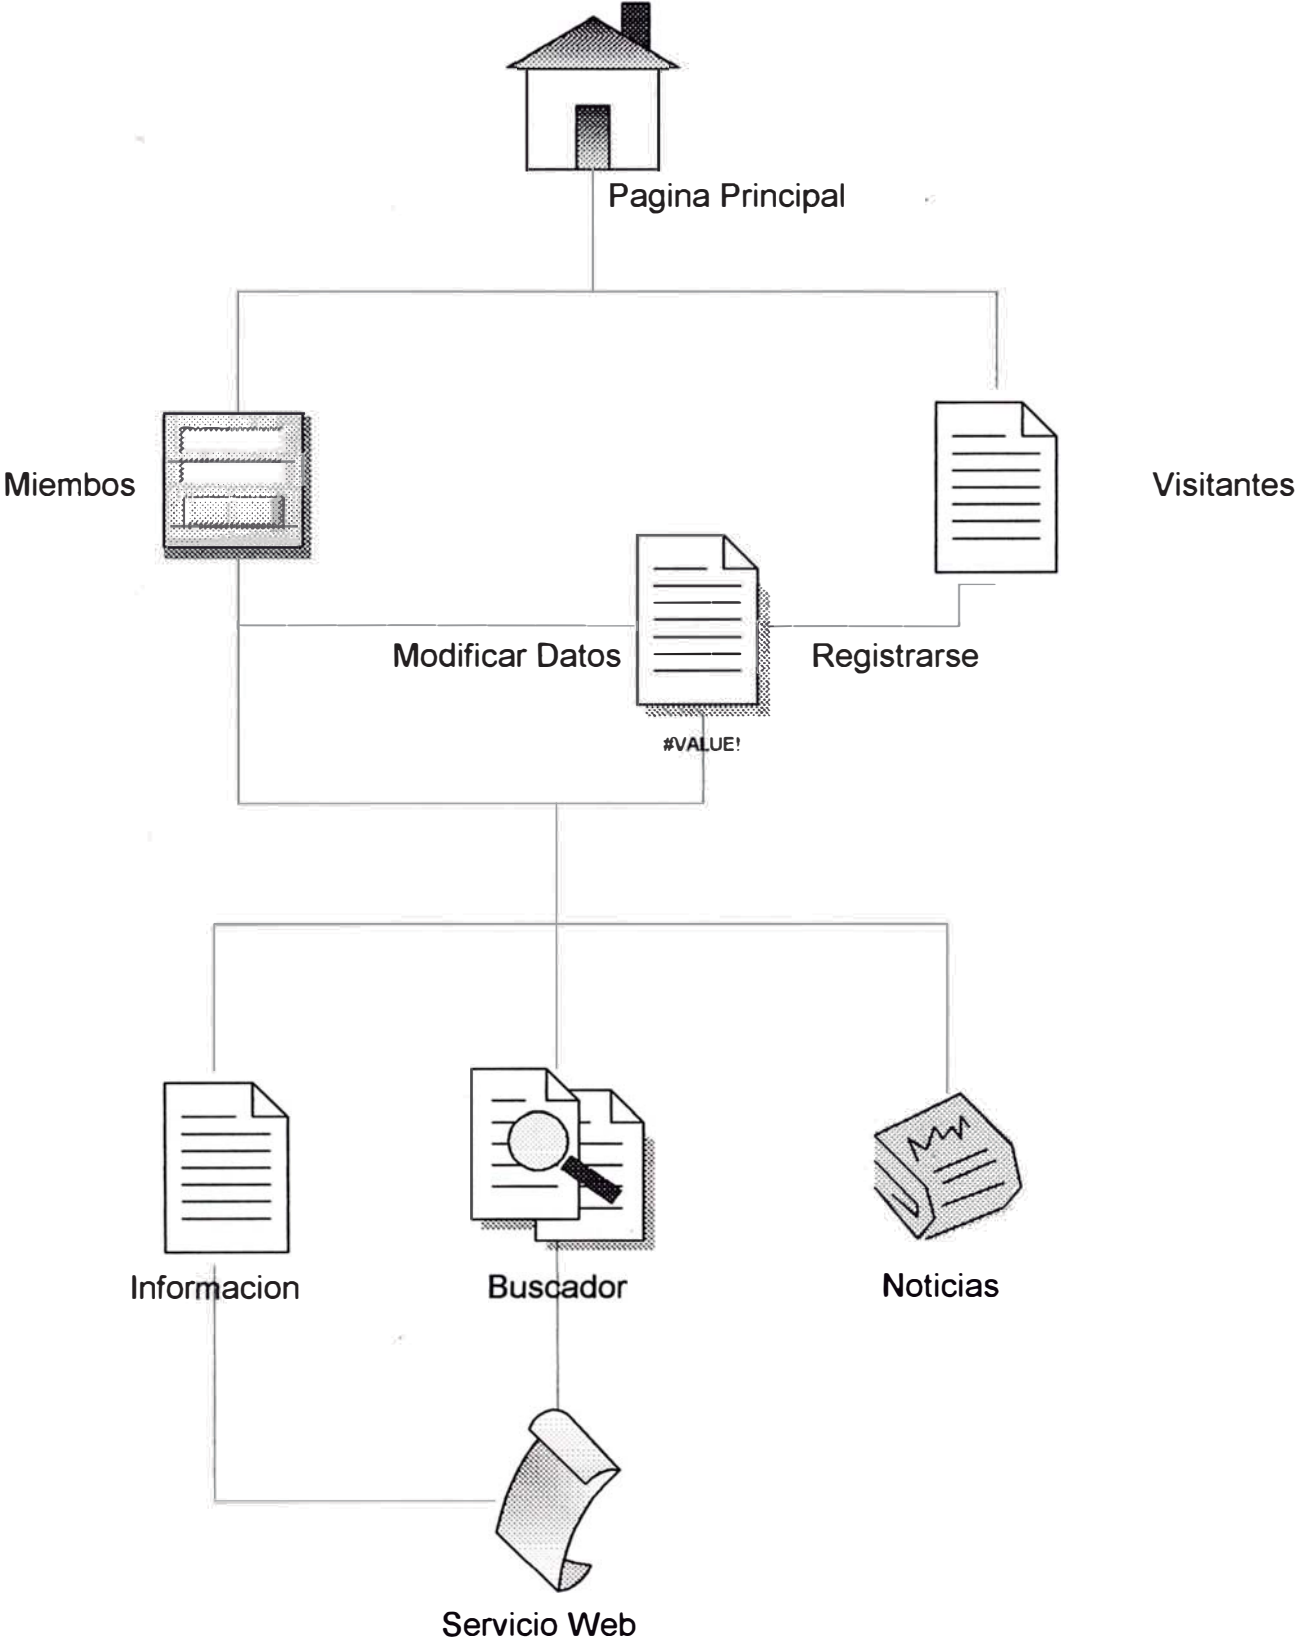 Pagina Principal
Miembos
Visitantes
Modificar Datos
Registrarse
#VALUE!
Informacion
Buscador
Noticias
Servicio Web